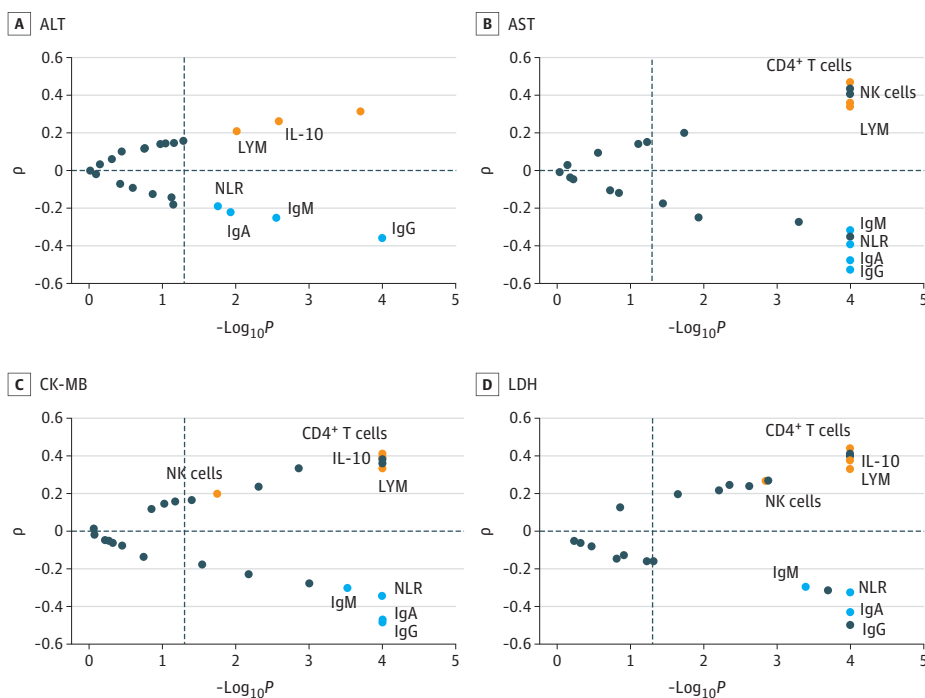 A ALT
0.6
0.4
0.2
0
-0.2
-0.4
-0.6
ρ
LYM
IL-10
NLR
IgA
IgM
IgG
0 1 2 3 4 5
-Log10P
B AST
0.6
0.4
0.2
0
-0.2
-0.4
-0.6
ρ
CD4+ T cells
NK cells
LYM
IgM
NLR
IgA
IgG
0 1 2 3 4 5
-Log10P
C CK-MB
0.6
0.4
0.2
0
-0.2
-0.4
-0.6
ρ
CD4+ T cells
IL-10
NK cells
LYM
IgM
NLR
IgA
IgG
0 1 2 3 4 5
-Log10P
D LDH
0.6
0.4
0.2
0
-0.2
-0.4
-0.6
ρ
CD4+ T cells
IL-10
LYM
NK cells
IgM
NLR
IgA
IgG
0 1 2 3 4 5
-Log10P